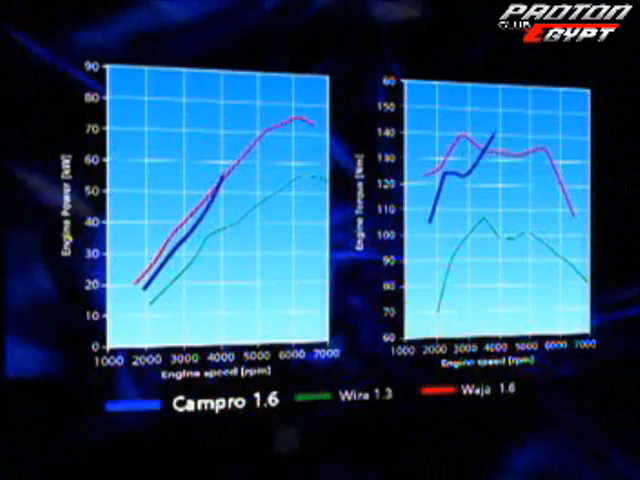 PROTON
CLUB EGYPT
90
80
70
60
50
40
30
20
10
0
Engine Power [kW]
1000 2000 3000 4000 5000 6000 7000
Engine speed [rpm]
60
150
140
130
120
110
100
90
80
70
60
Engine Torque [Nm]
1000 2000 3000 4000 5000 6000 7000
Engine speed [rpm]
Campro 1.6 Wira 1.3 Waja 1.6